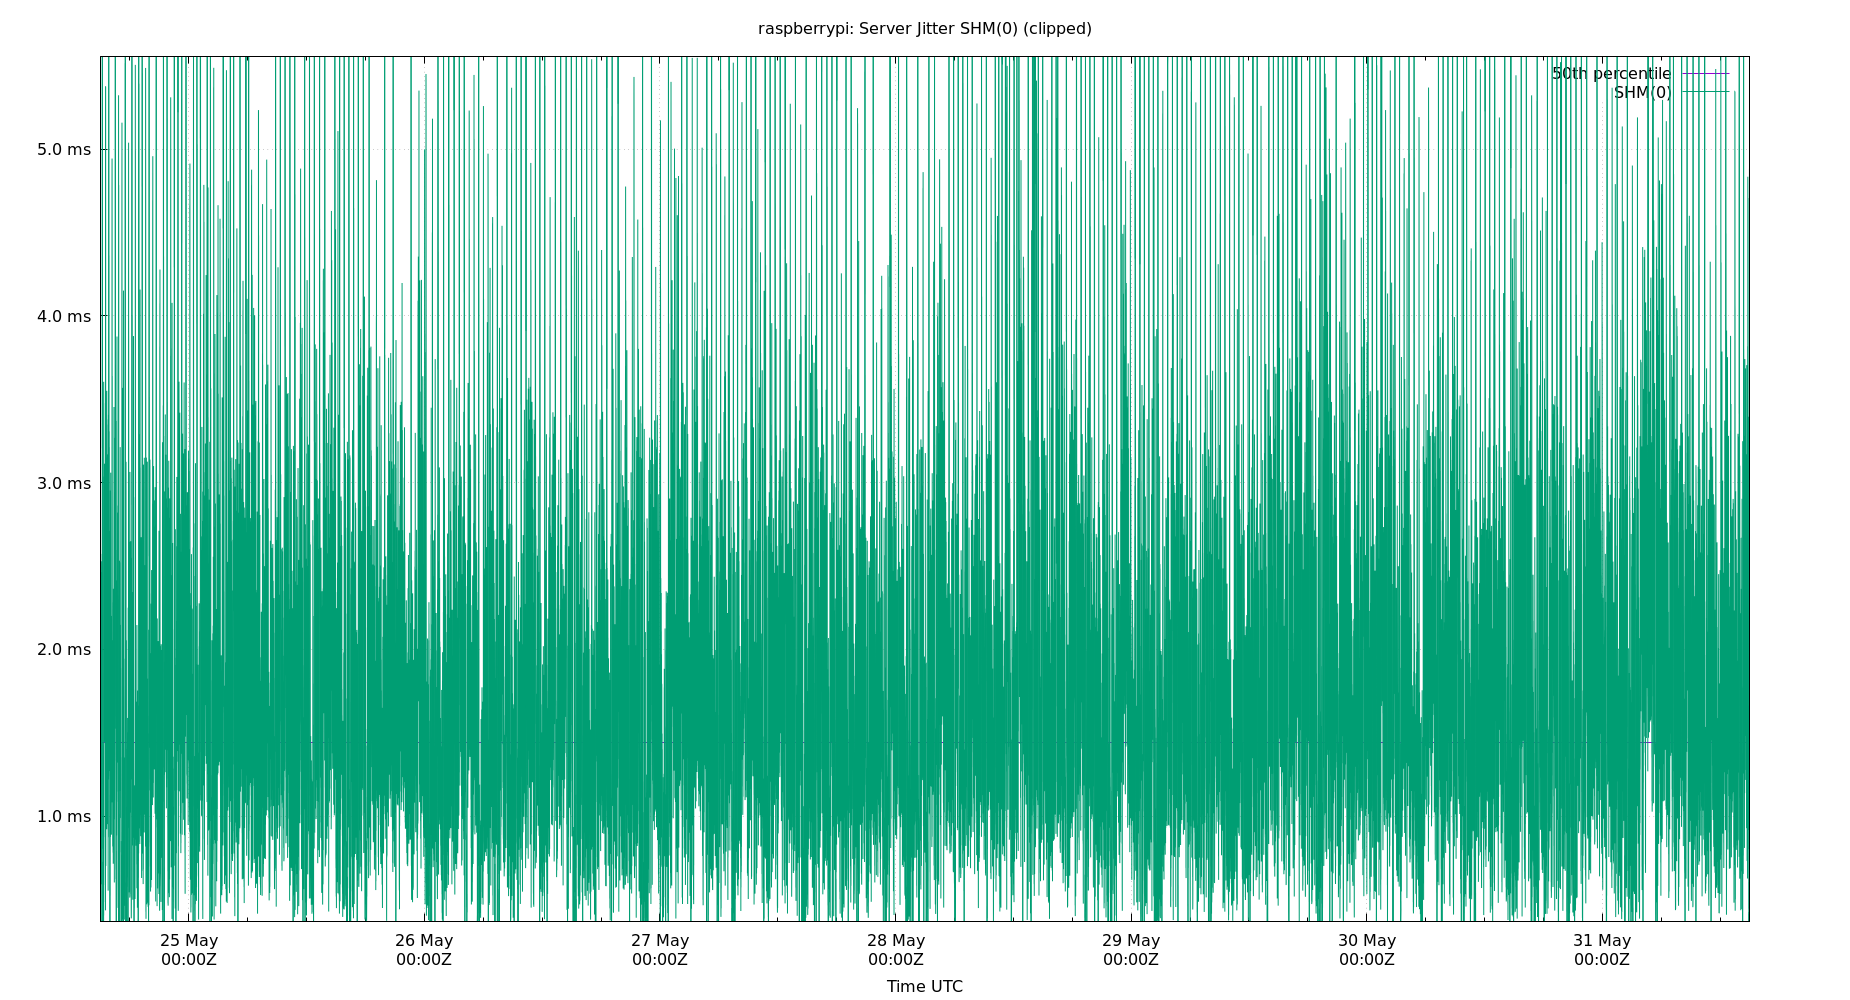 raspberrypi: Server Jitter SHM(0) (clipped)
50th percentile
SHM(0)
5.0 ms
4.0 ms
3.0 ms
2.0 ms
1.0 ms
25 May 26 May 27 May 28 May 29 May 30 May 31 May
00:00Z 00:00Z 00:00Z 00:00Z 00:00Z 00:00Z 00:00Z
Time UTC